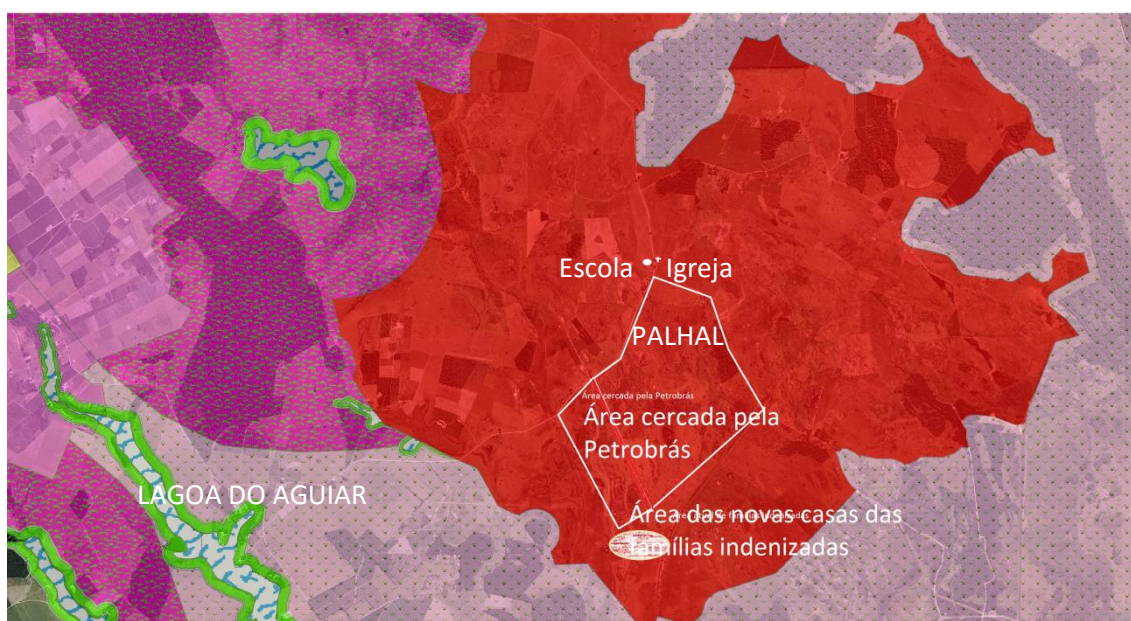 Escola Igreja
PALHAL
Área cercada pela Petrobrás
Área cercada pela
Petrobrás
LAGOA DO AGUIAR
Área das novas casas das
famílias indenizadas